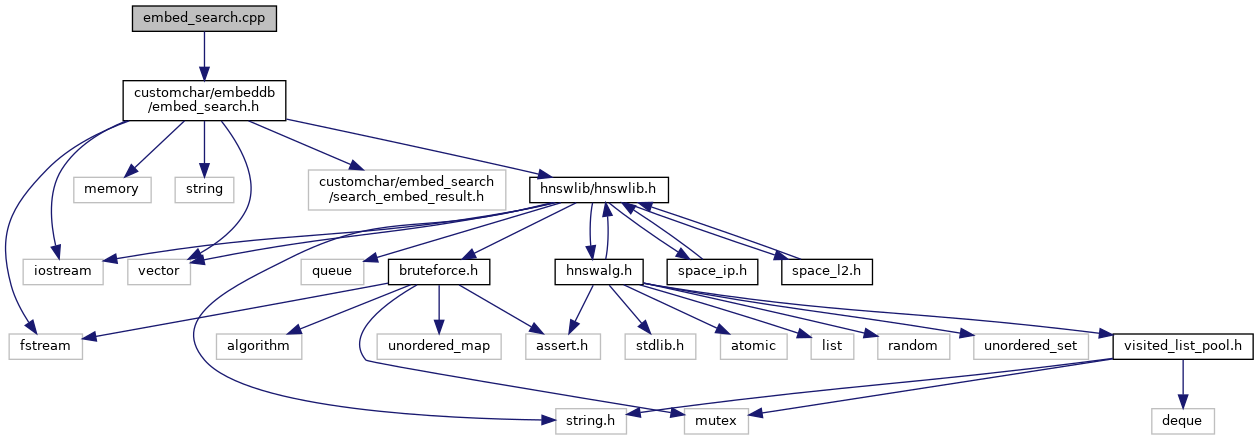 embed_search.cpp
customchar/embeddb
/embed_search.h
memory
string
customchar/embed_search
/search_embed_result.h
hnswlib/hnswlib.h
iostream
vector
queue
bruteforce.h
hnswalg.h
space_ip.h
space_l2.h
fstream
algorithm
unordered_map
assert.h
stdlib.h
atomic
list
random
unordered_set
visited_list_pool.h
string.h
mutex
deque